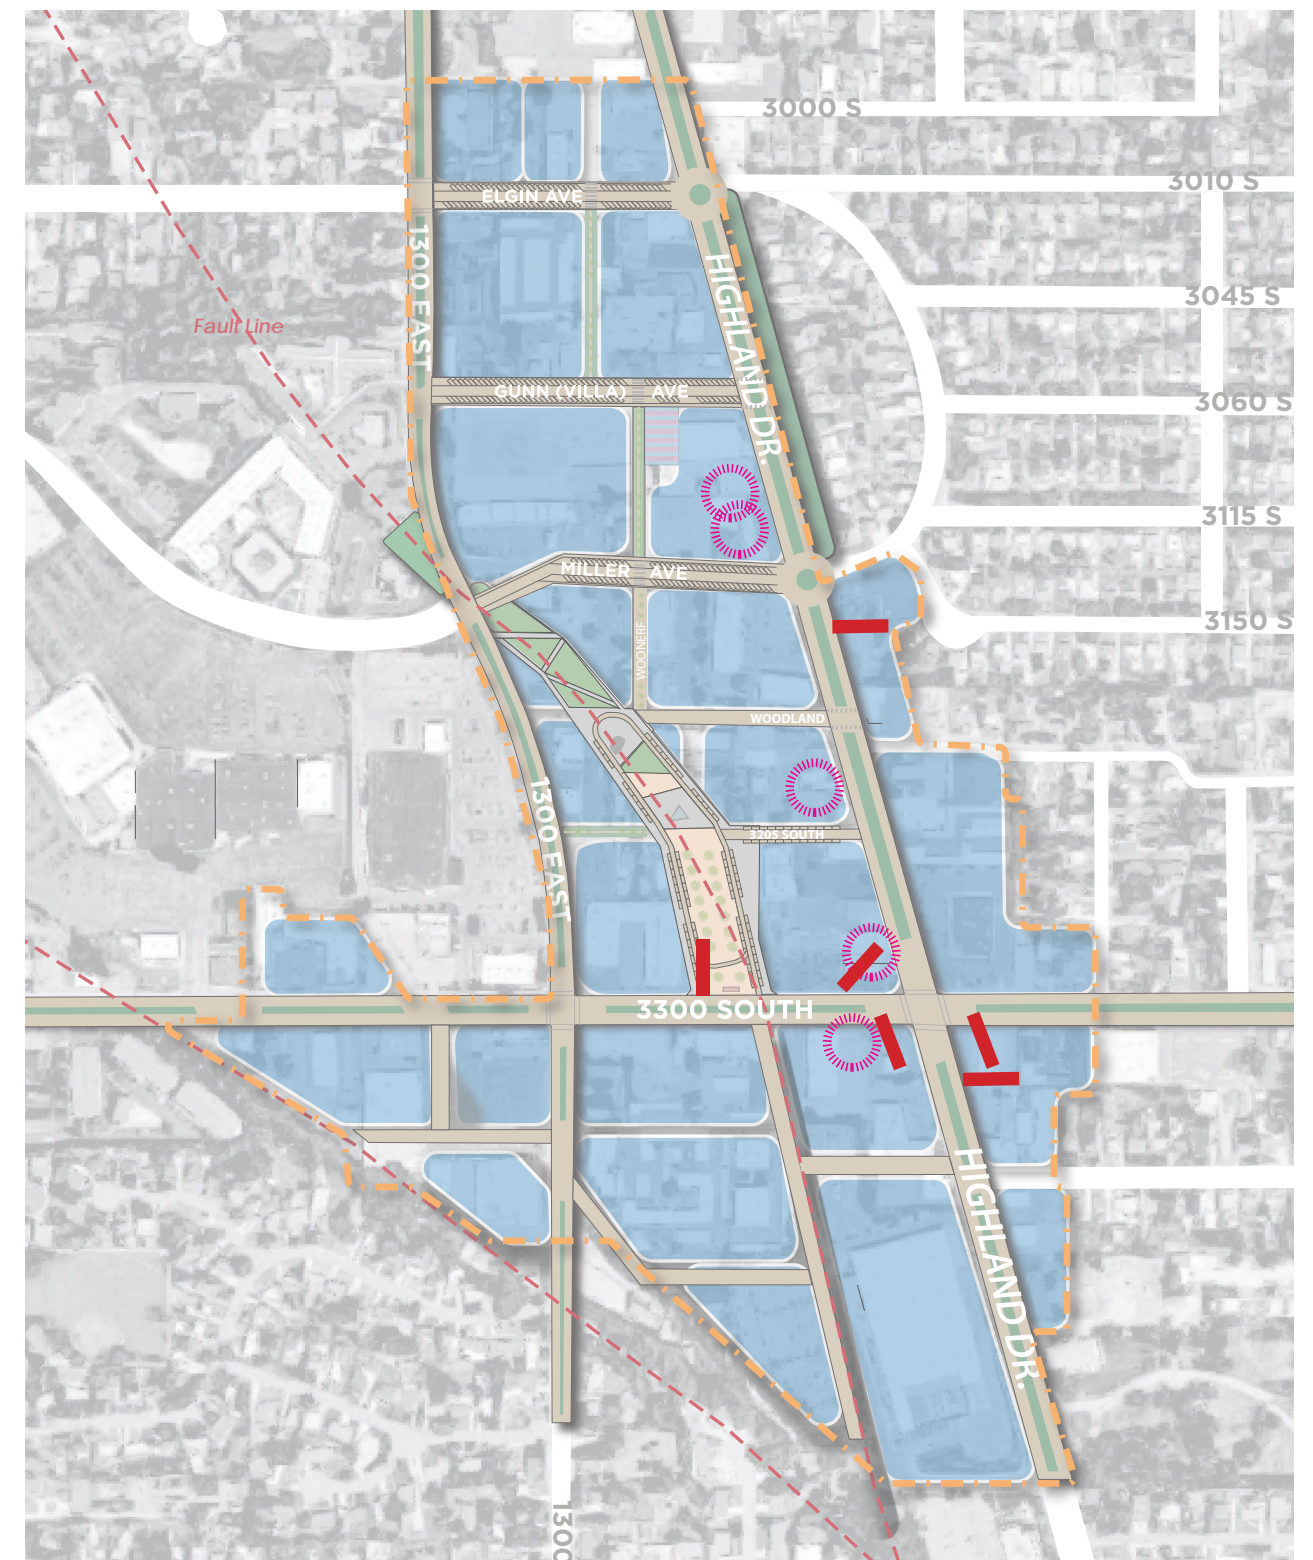 3000 S
3010 S
ELGIN AVE
1300 EAST
HIGHLAND DR.
3045 S
Fault Line
GUNN (VILLA) AVE
3060 S
3115 S
MILLER AVE
3150 S
WOONERF
WOODLAND
1300 EAST
3205 SOUTH
3300 SOUTH
HIGHLAND DR.
1300